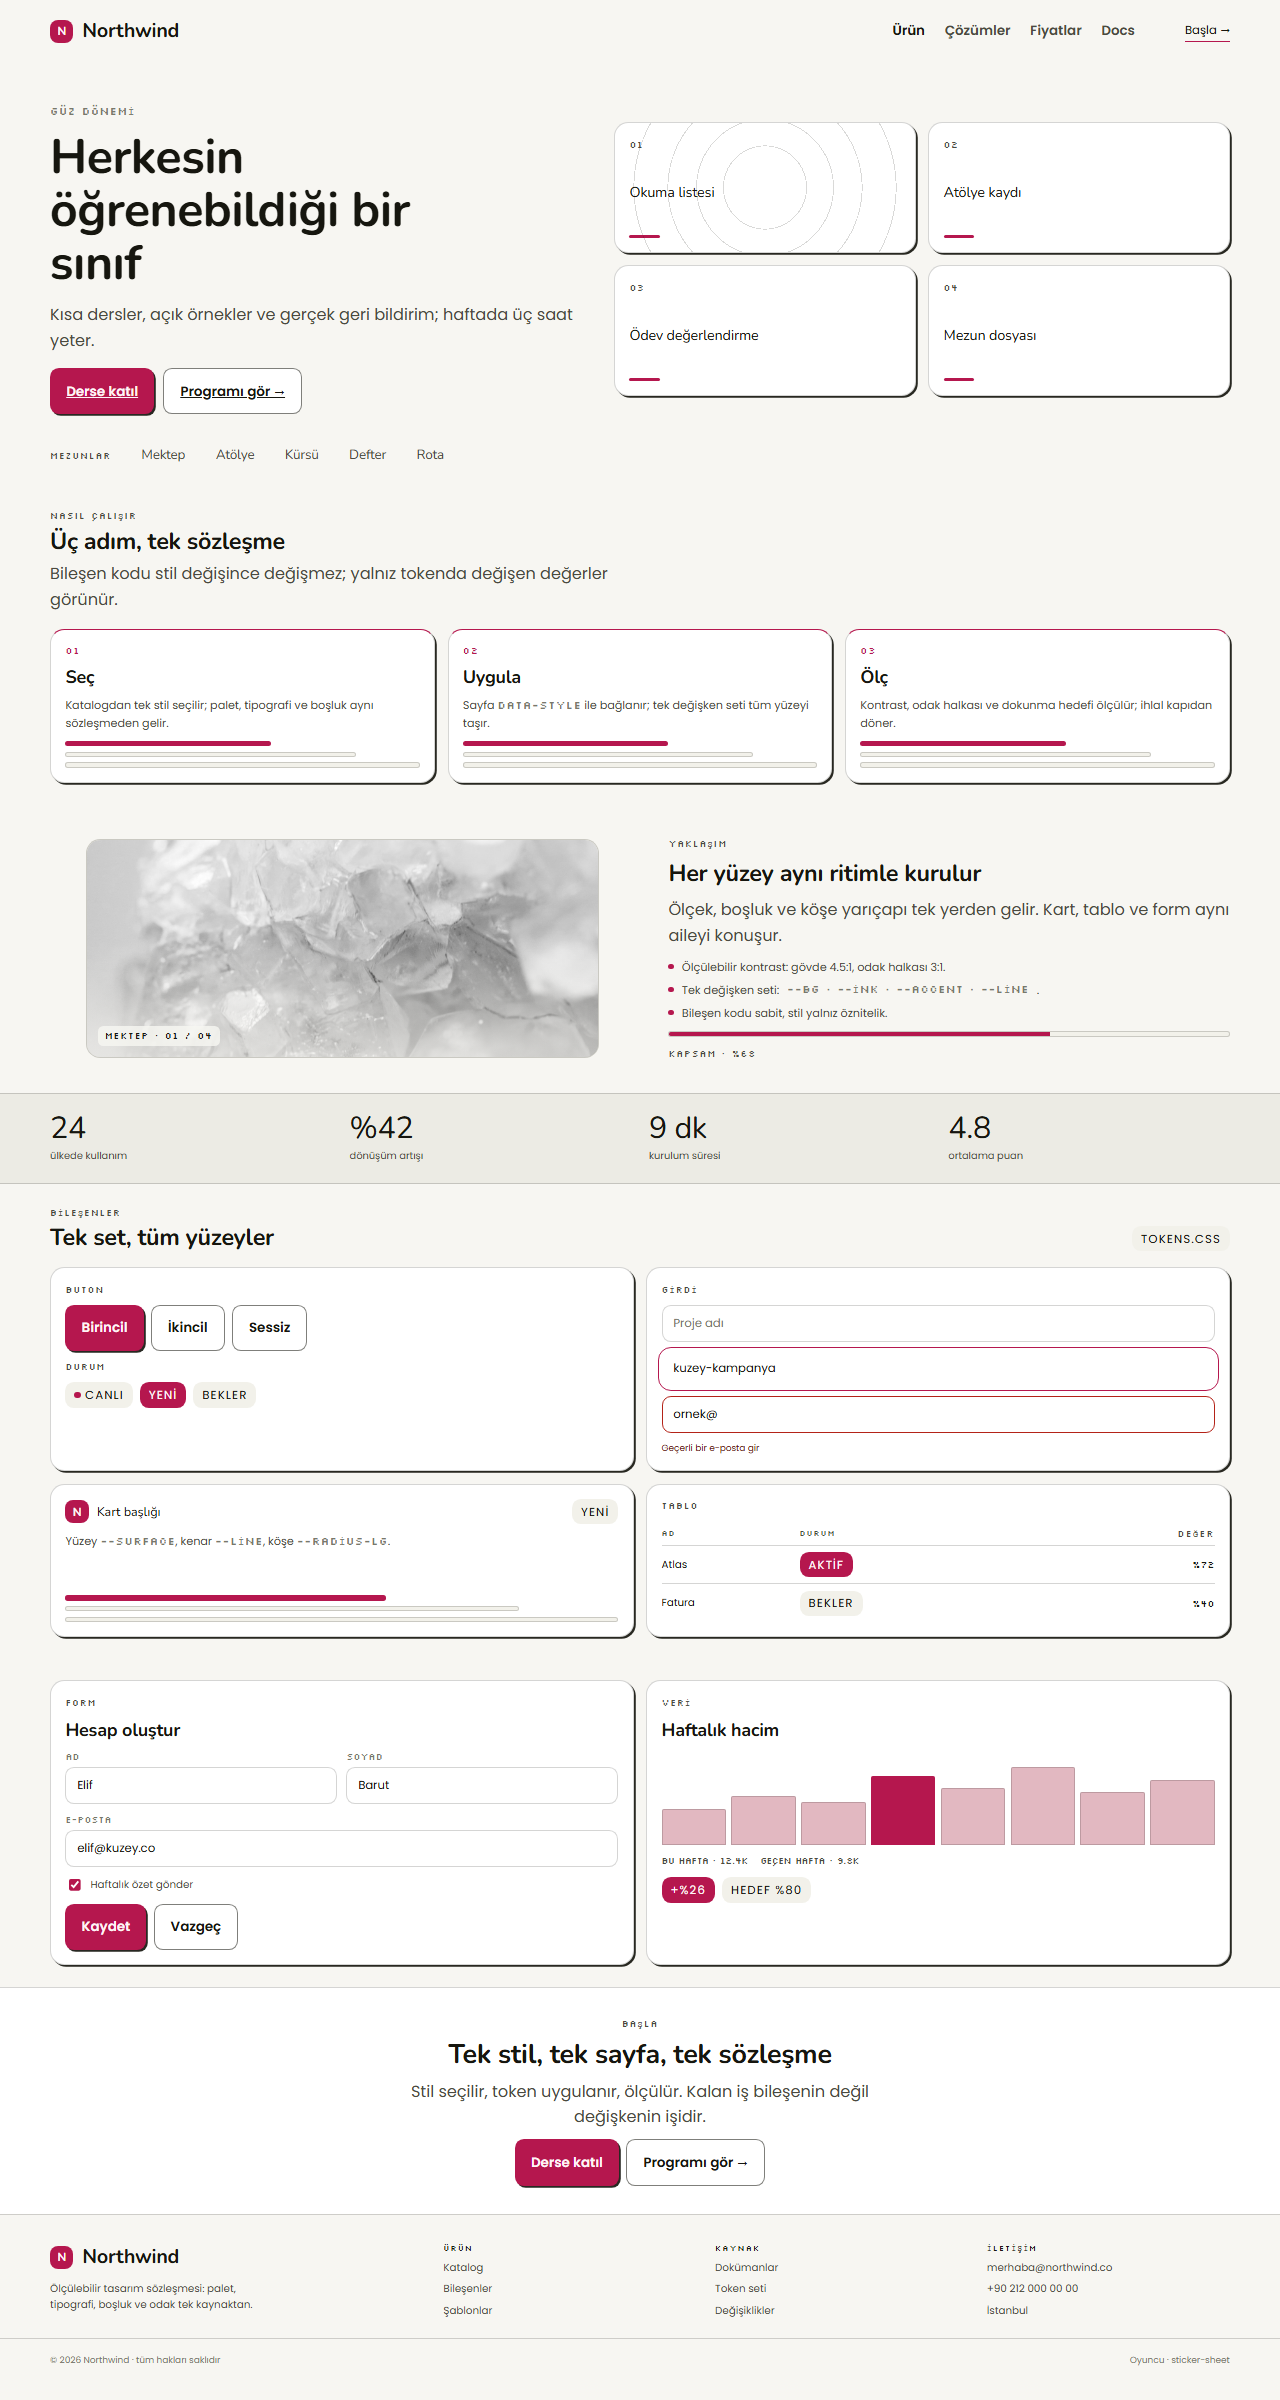 N Northwind
Ürün Çözümler Fiyatlar Docs Başla →
GÜZ DÖNEMİ
Herkesin
öğrenebildiği bir
sınıf
Kısa dersler, açık örnekler ve gerçek geri bildirim; haftada üç saat
yeter.
Derse katıl Programı gör →
01
Okuma listesi
02
Atölye kaydı
03
Ödev değerlendirme
04
Mezun dosyası
MEZUNLAR Mektep Atölye Kürsü Defter Rota
NASIL ÇALIŞIR
Üç adım, tek sözleşme
Bileşen kodu stil değişince değişmez; yalnız tokenda değişen değerler
görünür.
01
Seç
Katalogdan tek stil seçilir; palet, tipografi ve boşluk aynı
sözleşmeden gelir.
02
Uygula
Sayfa DATA-STYLE ile bağlanır; tek değişken seti tüm yüzeyi
taşır.
03
Ölç
Kontrast, odak halkası ve dokunma hedefi ölçülür; ihlal kapıdan
döner.
MEKTEP · 01 / 04
YAKLAŞIM
Her yüzey aynı ritimle kurulur
Ölçek, boşluk ve köşe yarıçapı tek yerden gelir. Kart, tablo ve form aynı
aileyi konuşur.
Ölçülebilir kontrast: gövde 4.5:1, odak halkası 3:1.
Tek değişken seti: --BG · --İNK · --ACCENT · --LİNE .
Bileşen kodu sabit, stil yalnız öznitelik.
KAPSAM · %68
24
ülkede kullanım
%42
dönüşüm artışı
9 dk
kurulum süresi
4.8
ortalama puan
BİLEŞENLER
Tek set, tüm yüzeyler
TOKENS.CSS
BUTON
Birincil İkincil Sessiz
DURUM
CANLI YENİ BEKLER
GİRDİ
Proje adı
kuzey-kampanya
ornek@
Geçerli bir e-posta gir
N Kart başlığı YENİ
Yüzey --SURFACE, kenar --LİNE, köşe --RADİUS-LG.
TABLO
AD DURUM DEĞER
Atlas AKTİF %72
Fatura BEKLER %40
FORM
Hesap oluştur
AD SOYAD
Elif Barut
E-POSTA
elif@kuzey.co
Haftalık özet gönder
Kaydet Vazgeç
VERİ
Haftalık hacim
BU HAFTA · 12.4K GEÇEN HAFTA · 9.8K
+%26 HEDEF %80
BAŞLA
Tek stil, tek sayfa, tek sözleşme
Stil seçilir, token uygulanır, ölçülür. Kalan iş bileşenin değil
değişkenin işidir.
Derse katıl Programı gör →
N Northwind
Ölçülebilir tasarım sözleşmesi: palet,
tipografi, boşluk ve odak tek kaynaktan.
ÜRÜN
Katalog
Bileşenler
Şablonlar
KAYNAK
Dokümanlar
Token seti
Değişiklikler
İLETİŞİM
merhaba@northwind.co
+90 212 000 00 00
İstanbul
© 2026 Northwind · tüm hakları saklıdır
Oyuncu · sticker-sheet